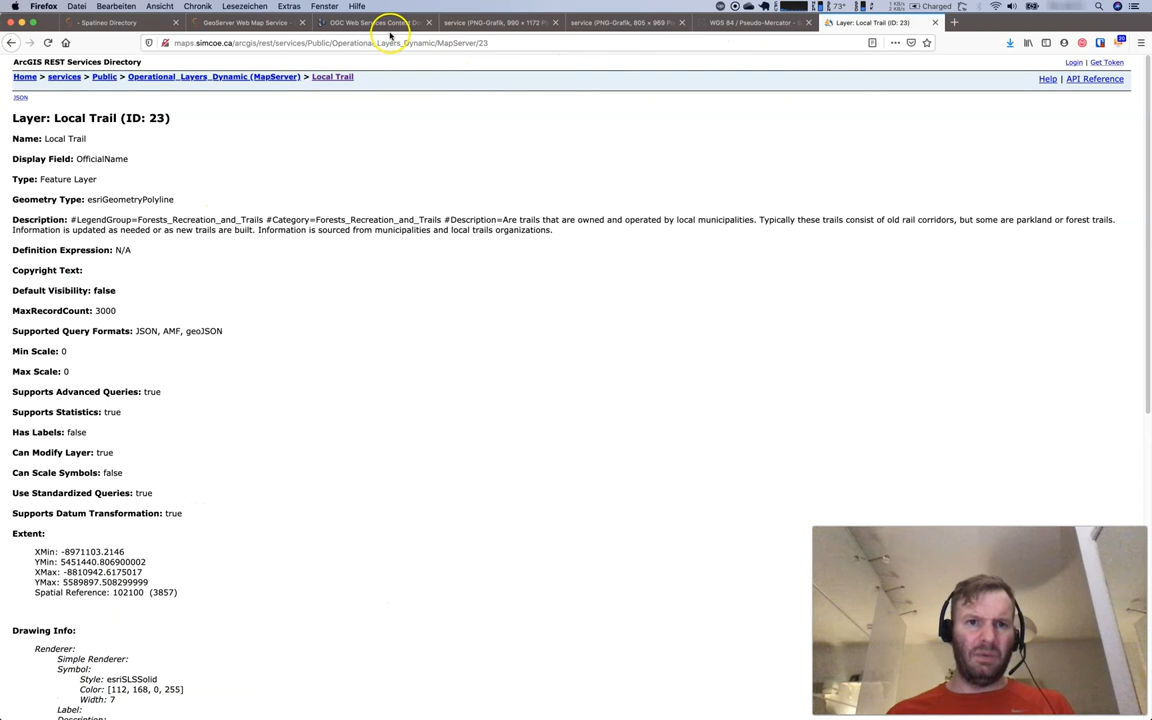 Firefox Datei Bearbeiten Ansicht Chronik Lesezeichen Extras Fenster Hilfe 73° Charged
- Spatineo Directory
GeoServer Web Map Service -
OGC Web Services Context Do
service (PNG-Grafik, 990 × 1172 Pi
service (PNG-Grafik, 805 × 969 Pi
WGS 84 / Pseudo-Mercator - S
Layer: Local Trail (ID: 23)
maps.simcoe.ca/arcgis/rest/services/Public/Operational_Layers_Dynamic/MapServer/23
20
ArcGIS REST Services Directory
Login | Get Token
Home > services > Public > Operational_Layers_Dynamic (MapServer) > Local Trail
Help | API Reference
JSON
Layer: Local Trail (ID: 23)
Name: Local Trail
Display Field: OfficialName
Type: Feature Layer
Geometry Type: esriGeometryPolyline
Description: #LegendGroup=Forests_Recreation_and_Trails #Category=Forests_Recreation_and_Trails #Description=Are trails that are owned and operated by local municipalities. Typically these trails consist of old rail corridors, but some are parkland or forest trails.
Information is updated as needed or as new trails are built. Information is sourced from municipalities and local trails organizations.
Definition Expression: N/A
Copyright Text:
Default Visibility: false
MaxRecordCount: 3000
Supported Query Formats: JSON, AMF, geoJSON
Min Scale: 0
Max Scale: 0
Supports Advanced Queries: true
Supports Statistics: true
Has Labels: false
Can Modify Layer: true
Can Scale Symbols: false
Use Standardized Queries: true
Supports Datum Transformation: true
Extent:
XMin: -8971103.2146
YMin: 5451440.806900002
XMax: -8810942.6175017
YMax: 5589897.508299999
Spatial Reference: 102100 (3857)
Drawing Info:
Renderer:
Simple Renderer:
Symbol:
Style: esriSLSSolid
Color: [112, 168, 0, 255]
Width: 7
Label:
Description: